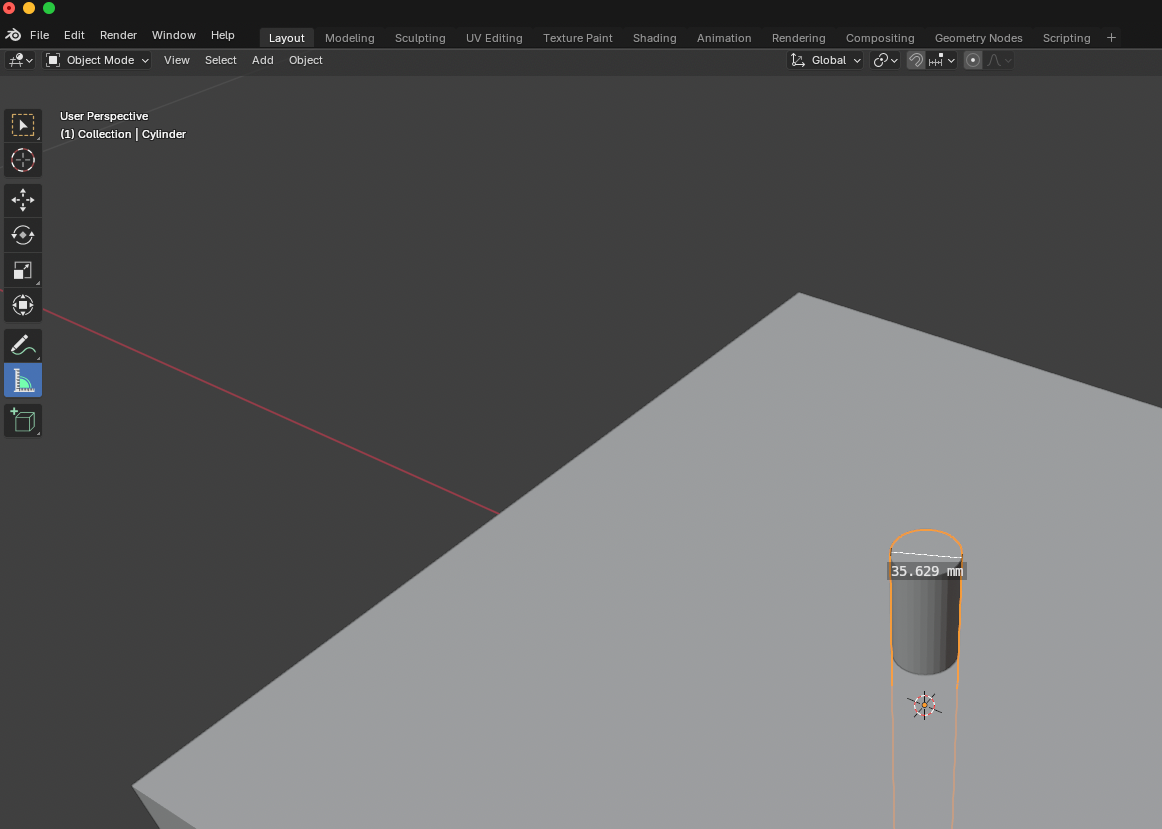 File Edit Render Window Help Layout Modeling Sculpting UV Editing Texture Paint Shading Animation Rendering Compositing Geometry Nodes Scripting +
Object Mode View Select Add Object Global
User Perspective
(1) Collection | Cylinder
35.629 mm